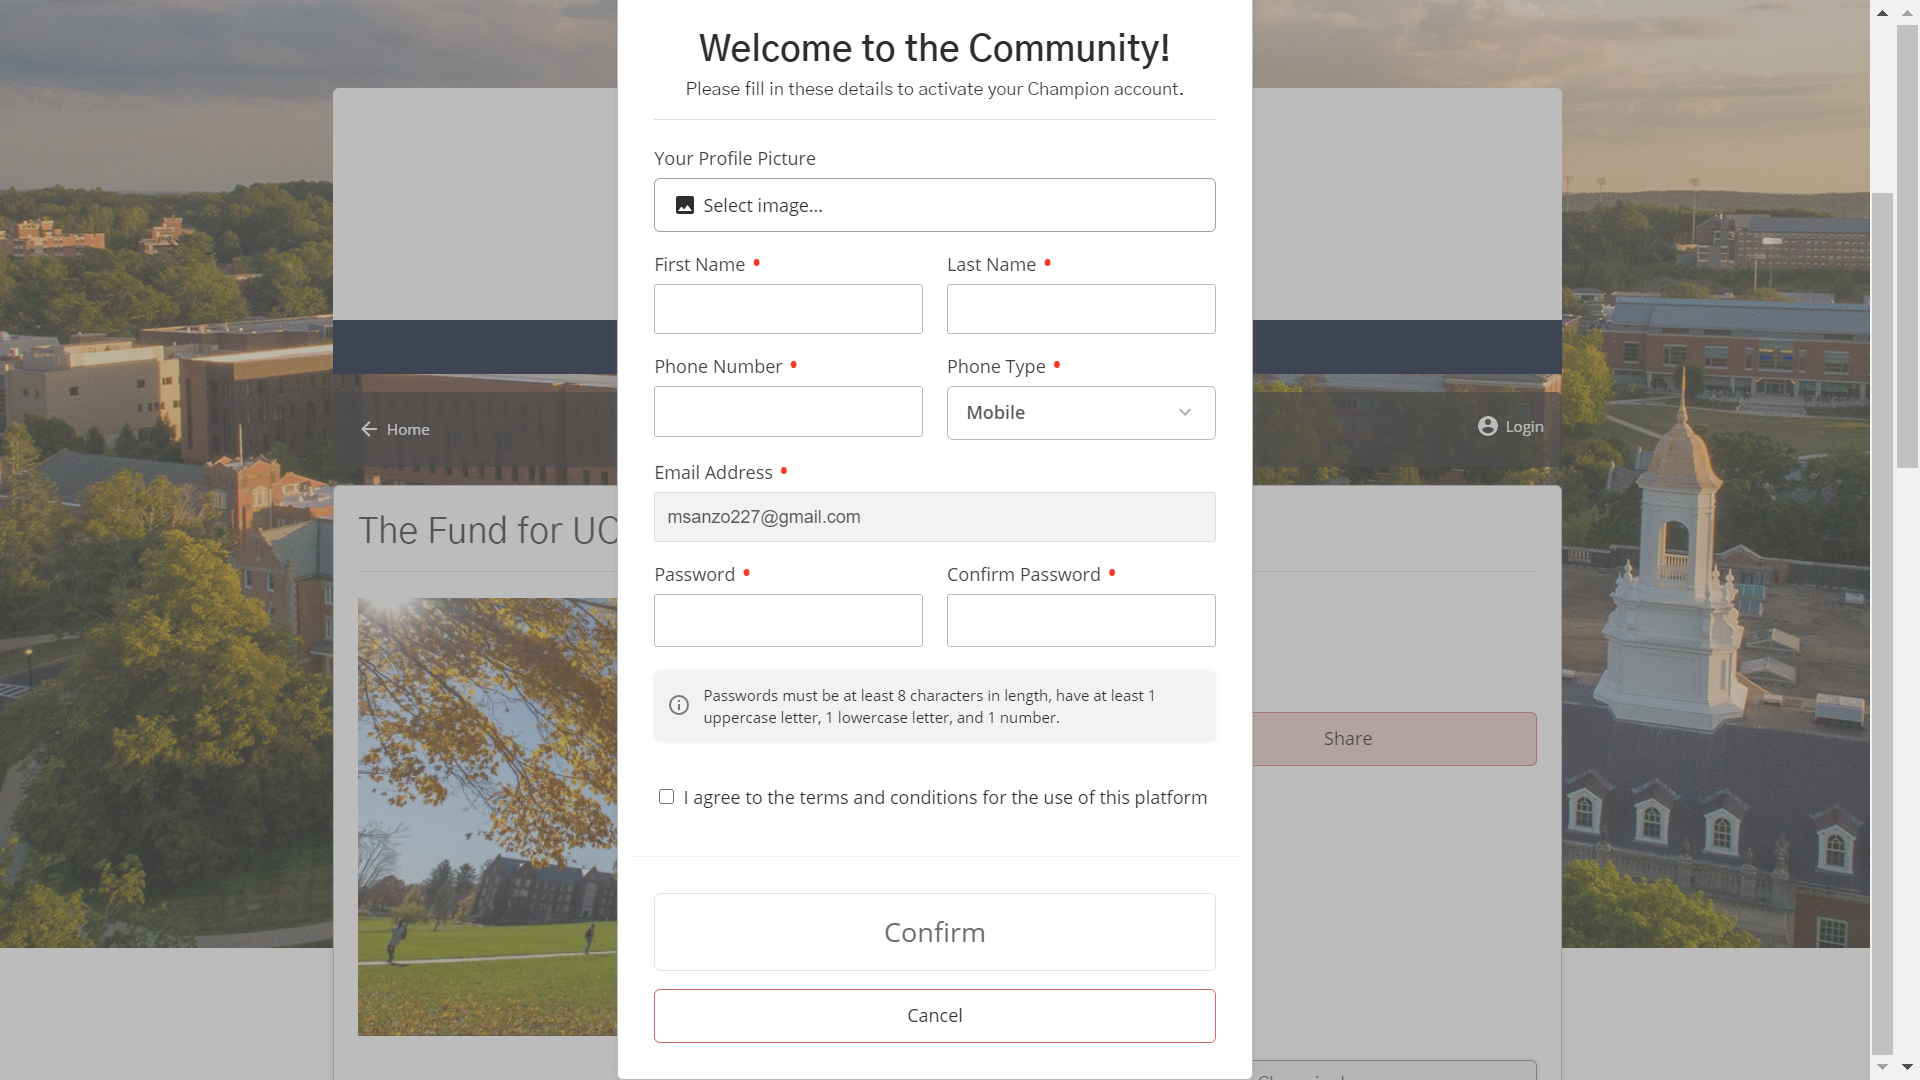 Welcome to the Community!
Please fill in these details to activate your Champion account.
Your Profile Picture
Select image...
First Name •
Last Name •
Phone Number •
Phone Type •
Mobile
Home
Login
Email Address •
msanzo227@gmail.com
The Fund for UC
Password •
Confirm Password •
Passwords must be at least 8 characters in length, have at least 1
uppercase letter, 1 lowercase letter, and 1 number.
Share
I agree to the terms and conditions for the use of this platform
Confirm
Cancel